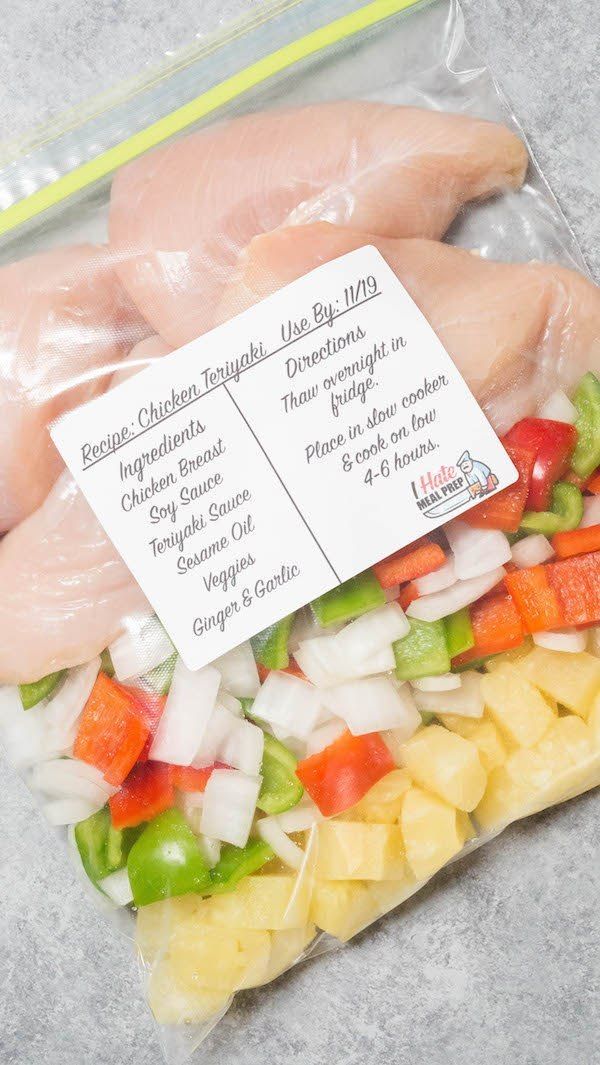 Recipe: Chicken Teriyaki Use By: 11/19
Ingredients
Chicken Breast
Soy Sauce
Teriyaki Sauce
Sesame Oil
Veggies
Ginger & Garlic
Directions
Thaw overnight in
fridge.
Place in slow cooker
& cook on low
4-6 hours.
I Hate
MEAL PREP